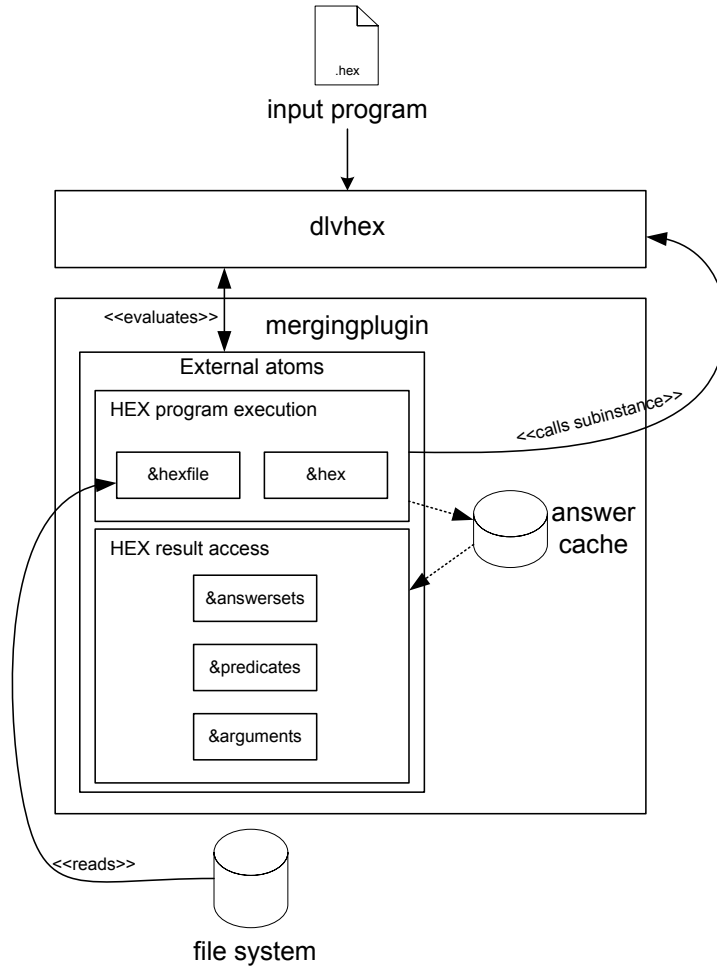 .hex
input program
dlvhex
<<evaluates>>
mergingplugin
External atoms
HEX program execution
<<calls subinstance>>
&hexfile
&hex
answer
cache
HEX result access
&answersets
&predicates
&arguments
<<reads>>
file system